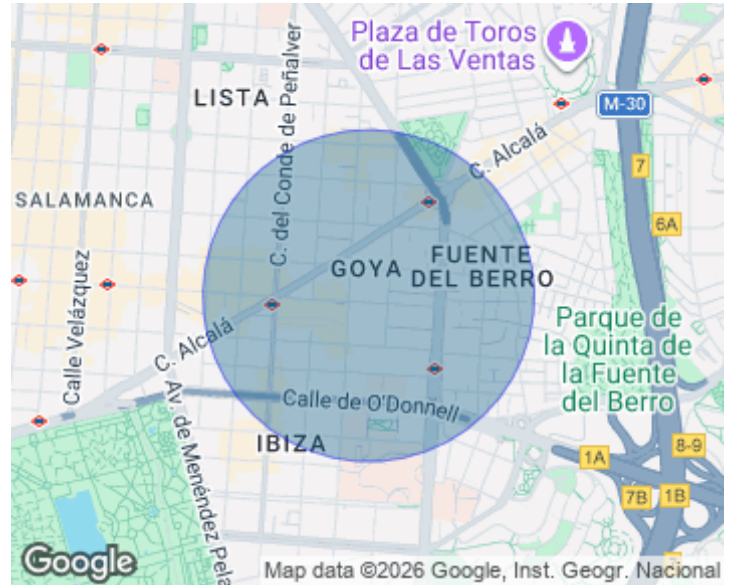 Plaza de Toros
de Las Ventas
LISTA
M-30
C. del Conde de Peñalver
C. Alcalá
7
SALAMANCA
6A
GOYA
FUENTE
DEL BERRO
Calle Velázquez
C. Alcalá
Parque de
la Quinta de
la Fuente
del Berro
Av. de Menéndez Pela
Calle de O'Donnell
IBIZA
1A
8-9
7B
1B
Google
Map data ©2026 Google, Inst. Geogr. Nacional